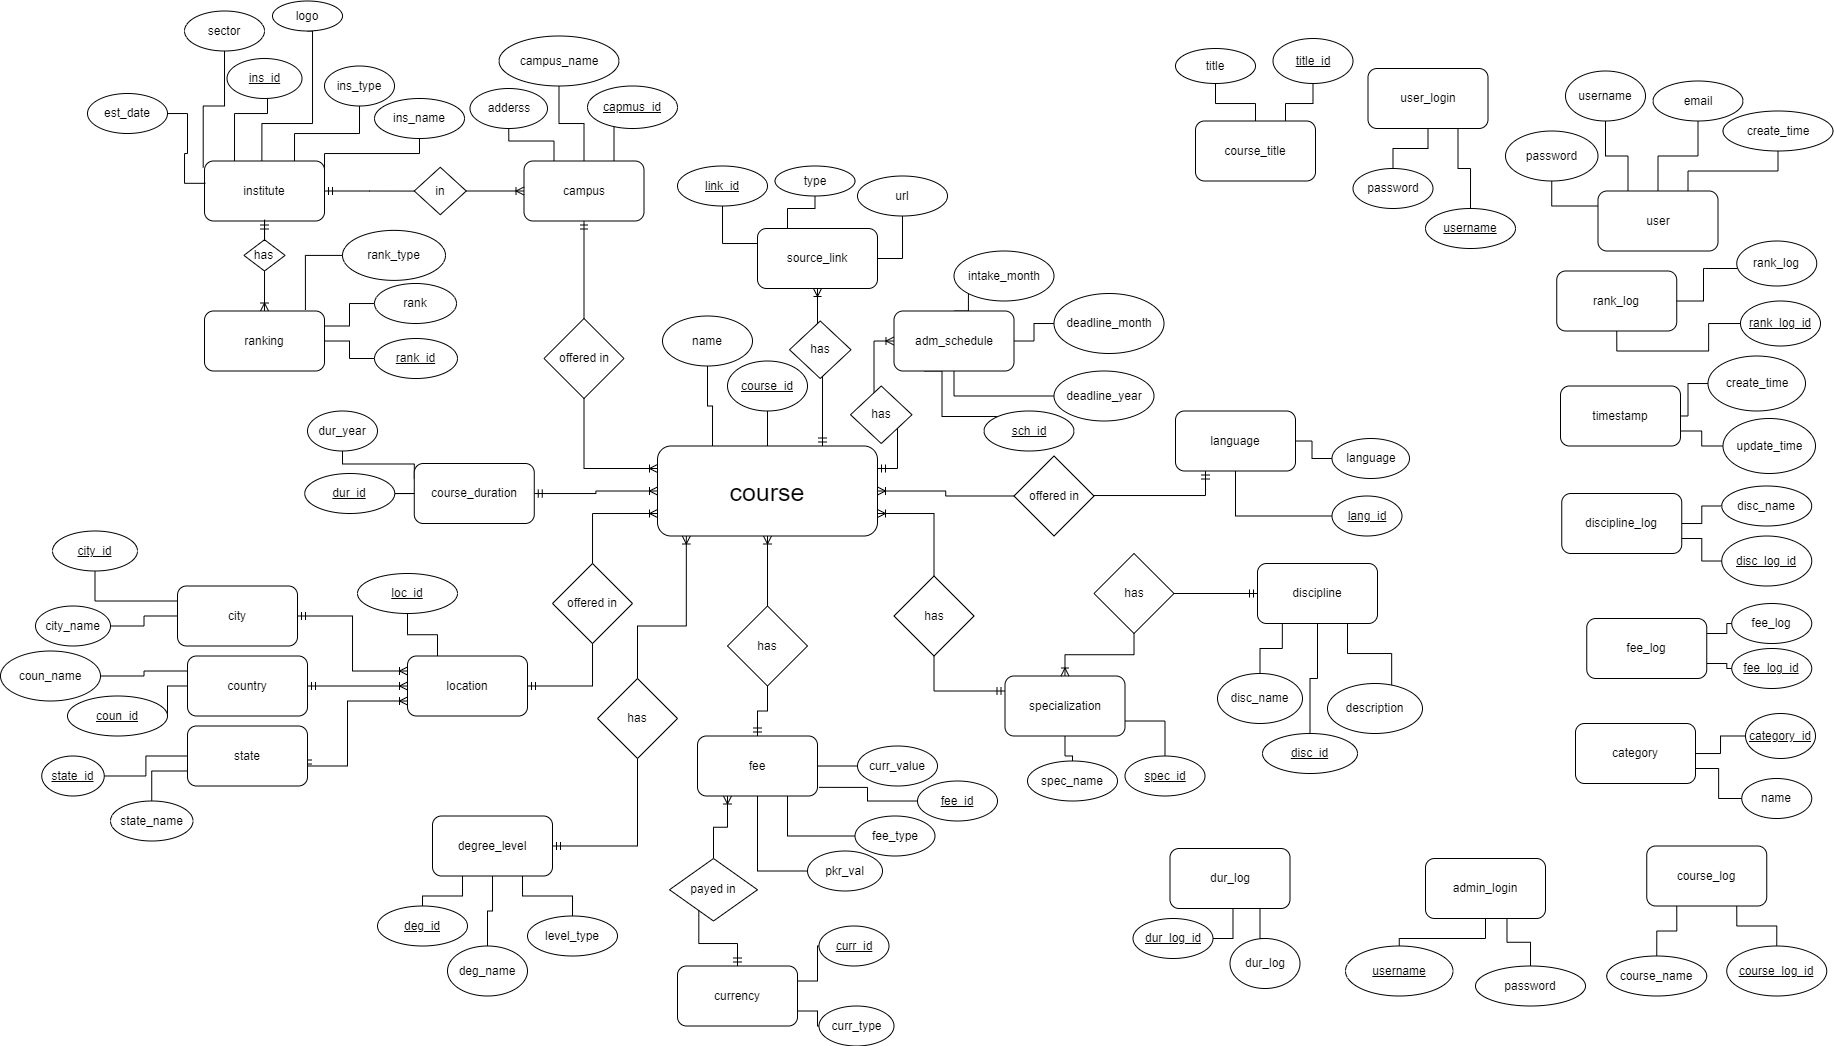 logo
sector
ins_id
ins_type
est_date
ins_name
institute
in
has
rank_type
rank
rank_id
ranking
campus_name
adderss
capmus_id
campus
offered in
link_id
type
url
source_link
has
name
course_id
intake_month
adm_schedule
deadline_month
deadline_year
sch_id
has
title
title_id
course_title
user_login
password
username
username
email
create_time
password
user
rank_log
rank_log
rank_log_id
timestamp
create_time
update_time
discipline_log
disc_name
disc_log_id
fee_log
fee_log
fee_log_id
category
category_id
name
dur_year
dur_id
course_duration
course
offered in
language
language
lang_id
city_id
city_name
city
coun_name
coun_id
country
state
state_id
state_name
loc_id
location
offered in
has
has
has
has
discipline
disc_name
disc_id
description
specialization
spec_name
spec_id
fee
curr_value
fee_id
fee_type
pkr_val
payed in
curr_id
currency
curr_type
degree_level
deg_id
deg_name
level_type
dur_log
dur_log_id
dur_log
admin_login
username
password
course_log
course_name
course_log_id